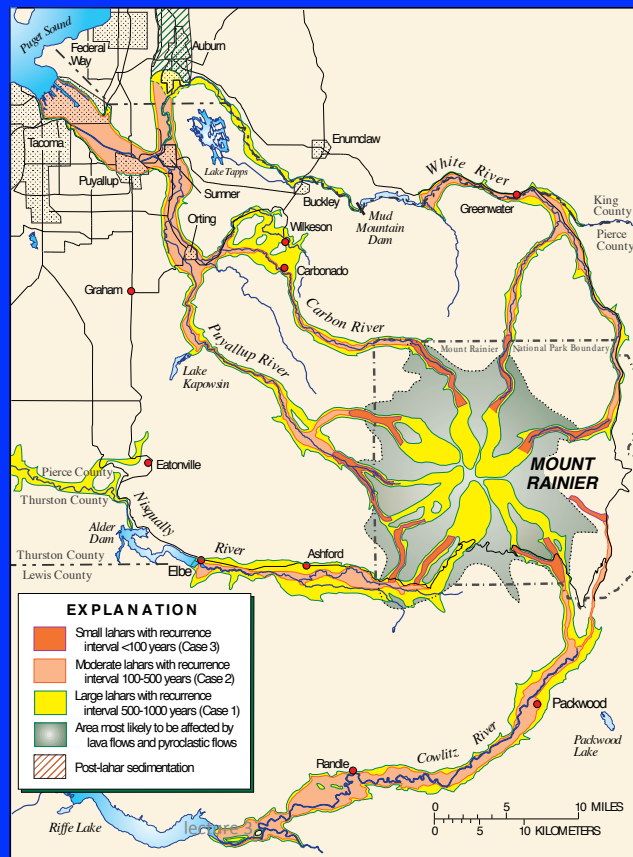 Puget Sound
Federal
Way
Auburn
Tacoma
Puyallup
Lake Tapps
Enumclaw
Sumner
Buckley
Orting
Wilkeson
Mud
Mountain
Dam
White River
Greenwater
King
County
Pierce
County
Carbonado
Graham
Carbon River
Puyallup River
Lake
Kapowsin
Mount Rainier
National Park Boundary
MOUNT
RAINIER
Eatonville
Pierce County
Thurston County
Nisqually
River
Alder
Dam
Thurston County
Lewis County
Elbe
Ashford
EXPLANATION
Small lahars with recurrence
interval <100 years (Case 3)
Moderate lahars with recurrence
interval 100-500 years (Case 2)
Large lahars with recurrence
interval 500-1000 years (Case 1)
Area most likely to be affected by
lava flows and pyroclastic flows
Post-lahar sedimentation
Packwood
Packwood
Lake
Cowlitz River
Randle
Riffe Lake
lecture 3
0 5 10 MILES
0 5 10 KILOMETERS